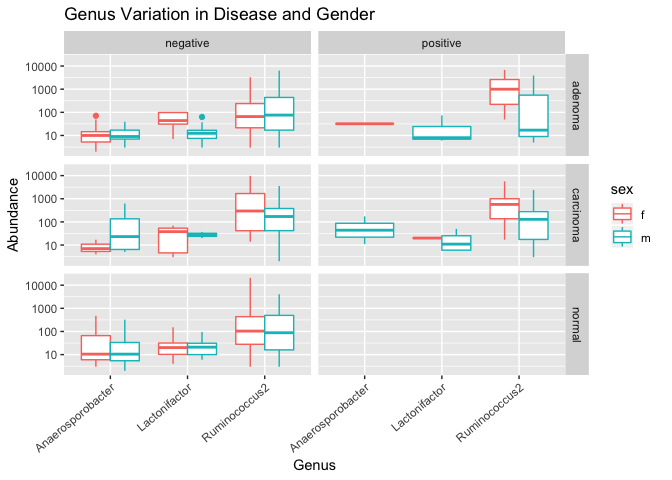 Genus Variation in Disease and Gender
negative
positive
10000
1000
100
10
adenoma
10000
1000
100
10
carcinoma
10000
1000
100
10
normal
Abundance
Anaerosporobacter
Lactonifactor
Ruminococcus2
Anaerosporobacter
Lactonifactor
Ruminococcus2
Genus
sex
f
m